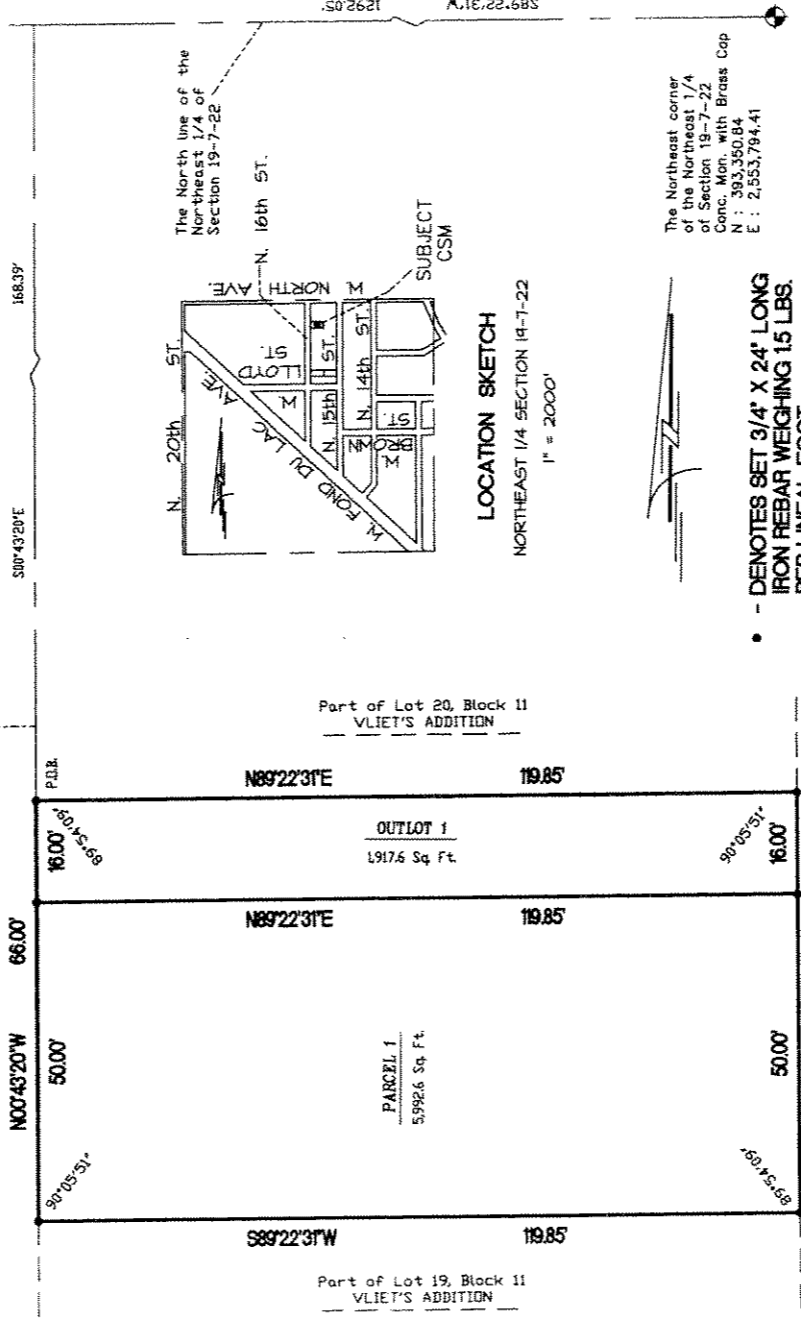 S89°22'31"W
1292.05'
S00°43'20"E
168.39'
The North line of the
Northeast 1/4 of
Section 19-7-22
N. 16th ST.
N. 20th ST.
W. NORTH AVE.
W. FOND DU LAC AVE.
W. LLOYD ST.
N. 15th ST.
N. 14th ST.
W. BROWN ST.
SUBJECT
CSM
LOCATION SKETCH
NORTHEAST 1/4 SECTION 19-7-22
1" = 2000'
The Northeast corner
of the Northeast 1/4
of Section 19-7-22
Conc. Mon. with Brass Cap
N : 393,350.84
E : 2,553,794.41
• - DENOTES SET 3/4" X 24" LONG
IRON REBAR WEIGHING 1.5 LBS.
PER LINEAL FOOT
Part of Lot 20, Block 11
VLIET'S ADDITION
P.O.B.
N89°22'31"E 119.85'
16.00'
89°54'09"
OUTLOT 1
1,917.6 Sq. Ft.
90°05'51"
16.00'
N89°22'31"E 119.85'
N00°43'20"W 66.00'
50.00'
90°05'51"
PARCEL 1
5,992.6 Sq. Ft.
50.00'
89°54'09"
S89°22'31"W 119.85'
Part of Lot 19, Block 11
VLIET'S ADDITION